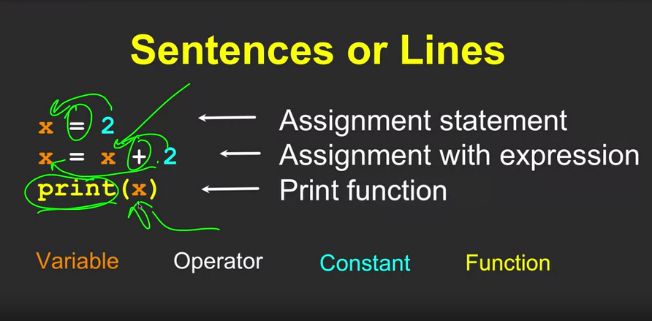 Sentences or Lines
x = 2 Assignment statement
x = x + 2 Assignment with expression
print(x) Print function
Variable Operator Constant Function